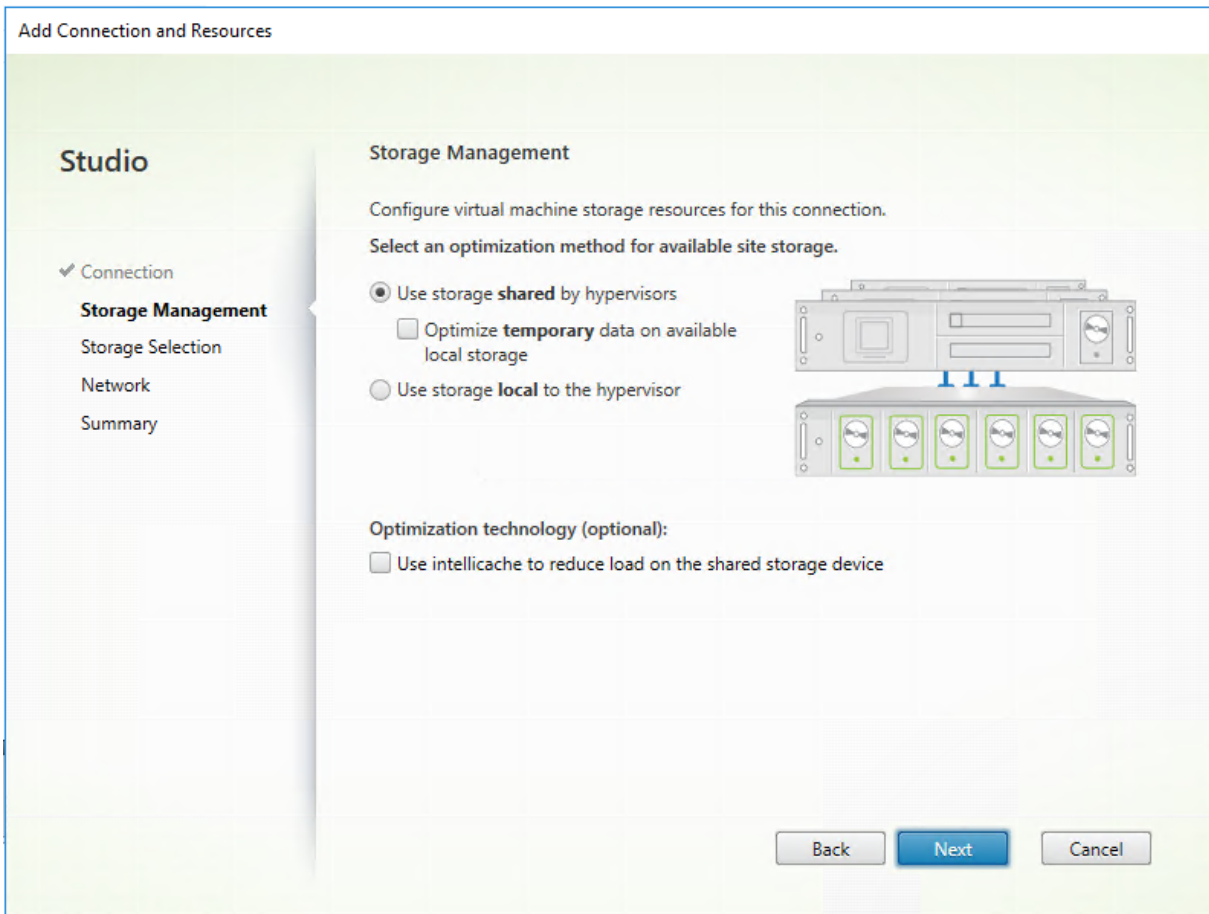 Add Connection and Resources
Studio
Connection
Storage Management
Storage Selection
Network
Summary
Storage Management
Configure virtual machine storage resources for this connection.
Select an optimization method for available site storage.
Use storage shared by hypervisors
Optimize temporary data on available
local storage
Use storage local to the hypervisor
Optimization technology (optional):
Use intellicache to reduce load on the shared storage device
Back
Next
Cancel